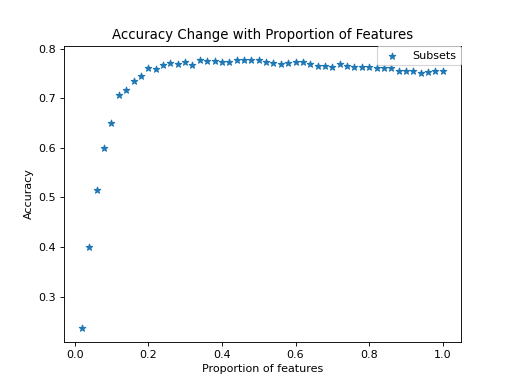 Accuracy Change with Proportion of Features
Subsets
0.8
0.7
0.6
0.5
0.4
0.3
Accuracy
0.0 0.2 0.4 0.6 0.8 1.0
Proportion of features